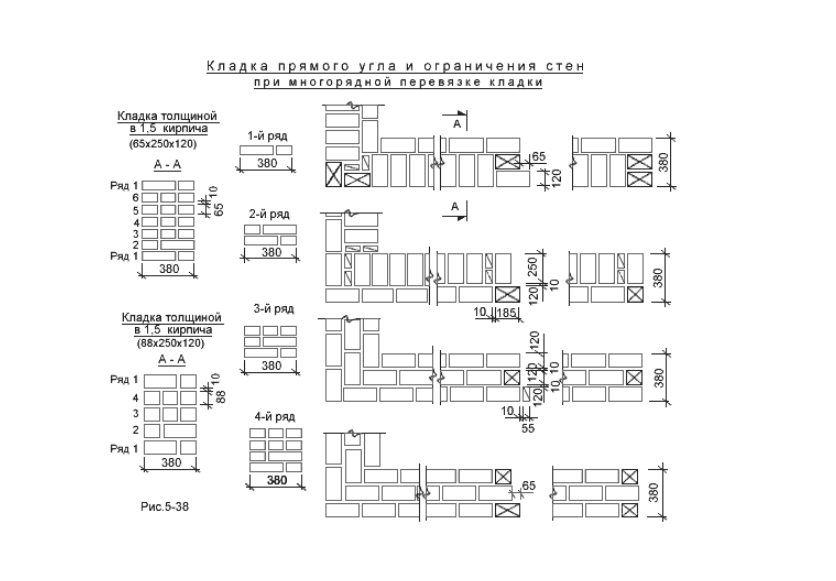 Кладка прямого угла и ограничения стен
при многорядной перевязке кладки
Кладка толщиной
в 1,5 кирпича
(65х250х120)
А - А
Ряд 1
6
5
4
3
2
Ряд 1
10
65
380
Кладка толщиной
в 1,5 кирпича
(88х250х120)
А - А
Ряд 1
4
3
2
Ряд 1
10
88
380
Рис.5-38
1-й ряд
380
2-й ряд
380
3-й ряд
380
4-й ряд
380
А
65
120
380
А
250
10
120
10
185
380
120
10
120
10
120
10
55
380
65
380